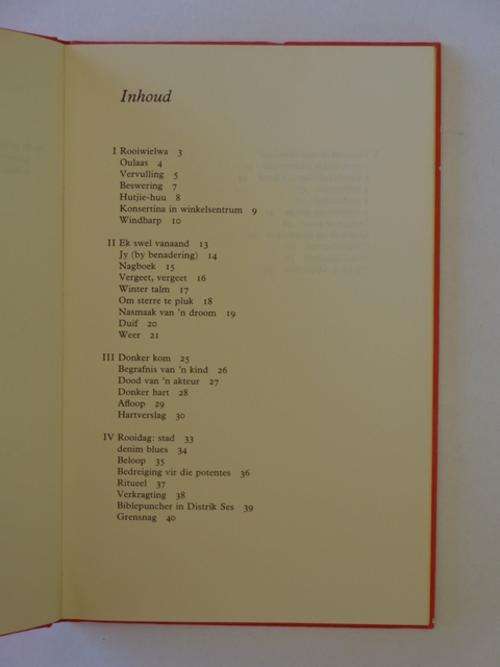 Inhoud
I Rooiwielwa 3
Oulaas 4
Vervulling 5
Beswering 7
Hutjie-huu 8
Konsertina in winkelsentrum 9
Windharp 10
II Ek swel vanaand 13
Jy (by benadering) 14
Nagboek 15
Vergeet, vergeet 16
Winter talm 17
Om sterre te pluk 18
Nasmaak van 'n droom 19
Duif 20
Weer 21
III Donker kom 25
Begrafnis van 'n kind 26
Dood van 'n akteur 27
Donker hart 28
Afloop 29
Hartverslag 30
IV Rooidag: stad 33
denim blues 34
Beloop 35
Bedreiging vir die potentes 36
Ritueel 37
Verkragting 38
Biblepuncher in Distrik Ses 39
Grensnag 40